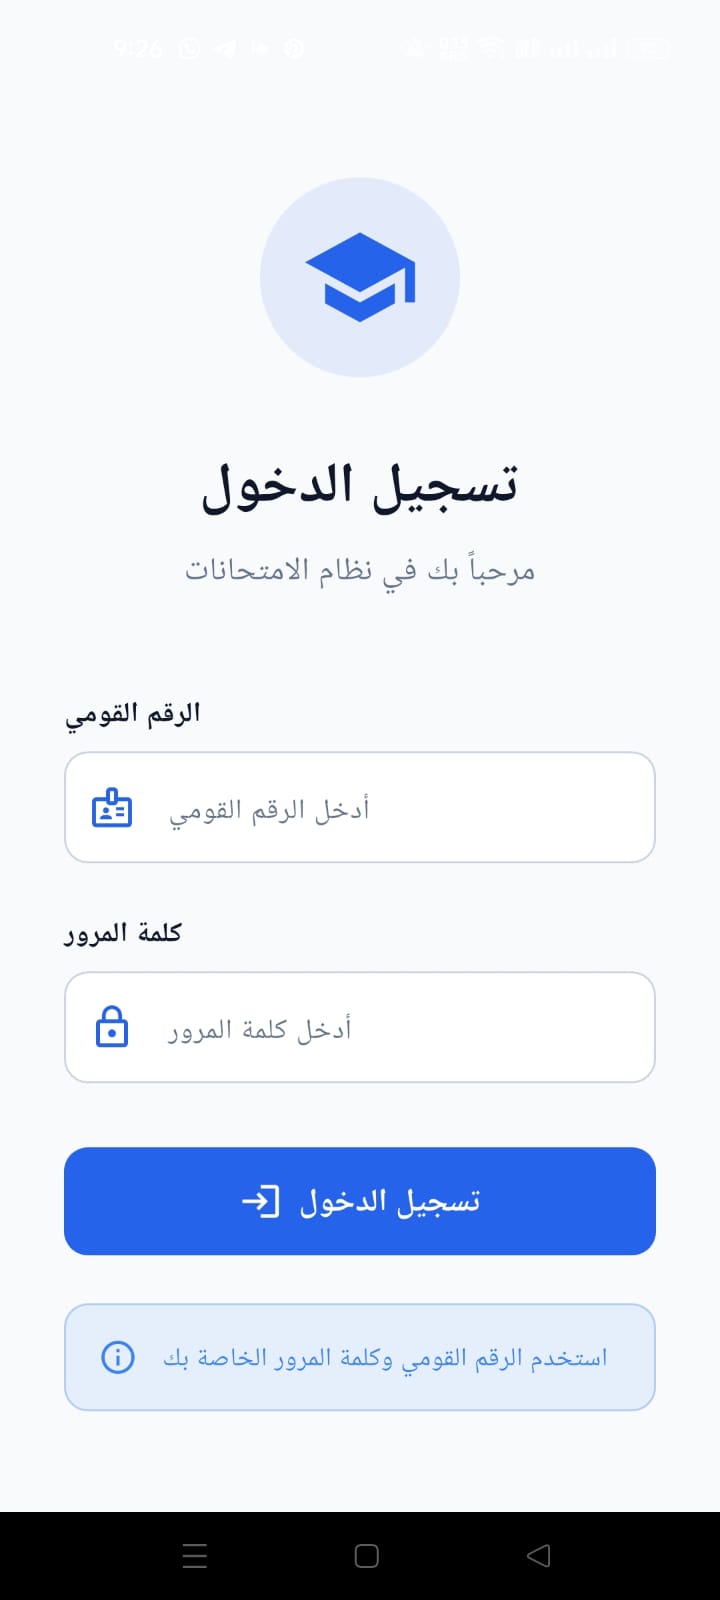 9:26
تسجيل الدخول
مرحباً بك في نظام الامتحانات
الرقم القومي
أدخل الرقم القومي
كلمة المرور
أدخل كلمة المرور
تسجيل الدخول
استخدم الرقم القومي وكلمة المرور الخاصة بك